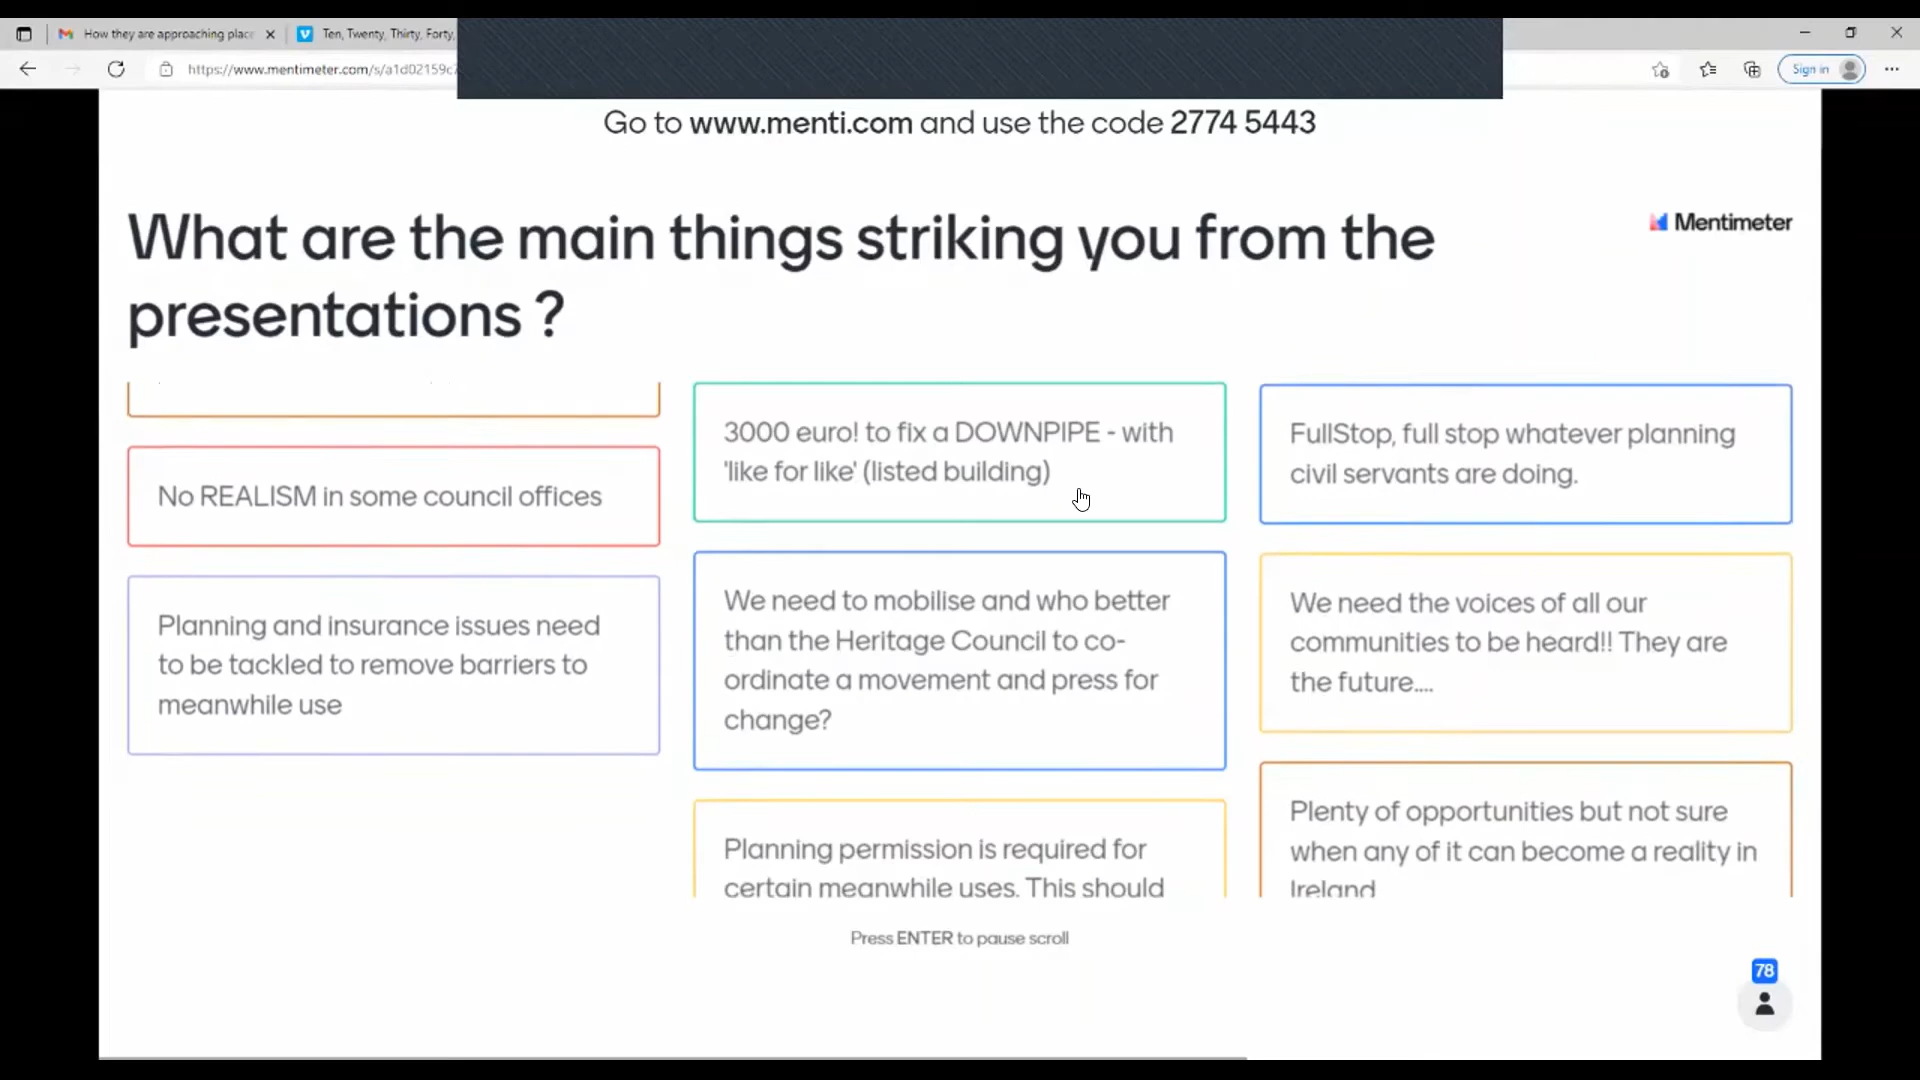 How they are approaching place
Ten, Twenty, Thirty, Forty,
https://www.mentimeter.com/s/a1d02159c
Sign in
Go to www.menti.com and use the code 2774 5443
What are the main things striking you from the
presentations ?
Mentimeter
No REALISM in some council offices
Planning and insurance issues need
to be tackled to remove barriers to
meanwhile use
3000 euro! to fix a DOWNPIPE - with
'like for like' (listed building)
We need to mobilise and who better
than the Heritage Council to co-
ordinate a movement and press for
change?
Planning permission is required for
certain meanwhile uses. This should
FullStop, full stop whatever planning
civil servants are doing.
We need the voices of all our
communities to be heard!! They are
the future....
Plenty of opportunities but not sure
when any of it can become a reality in
Ireland
Press ENTER to pause scroll
78